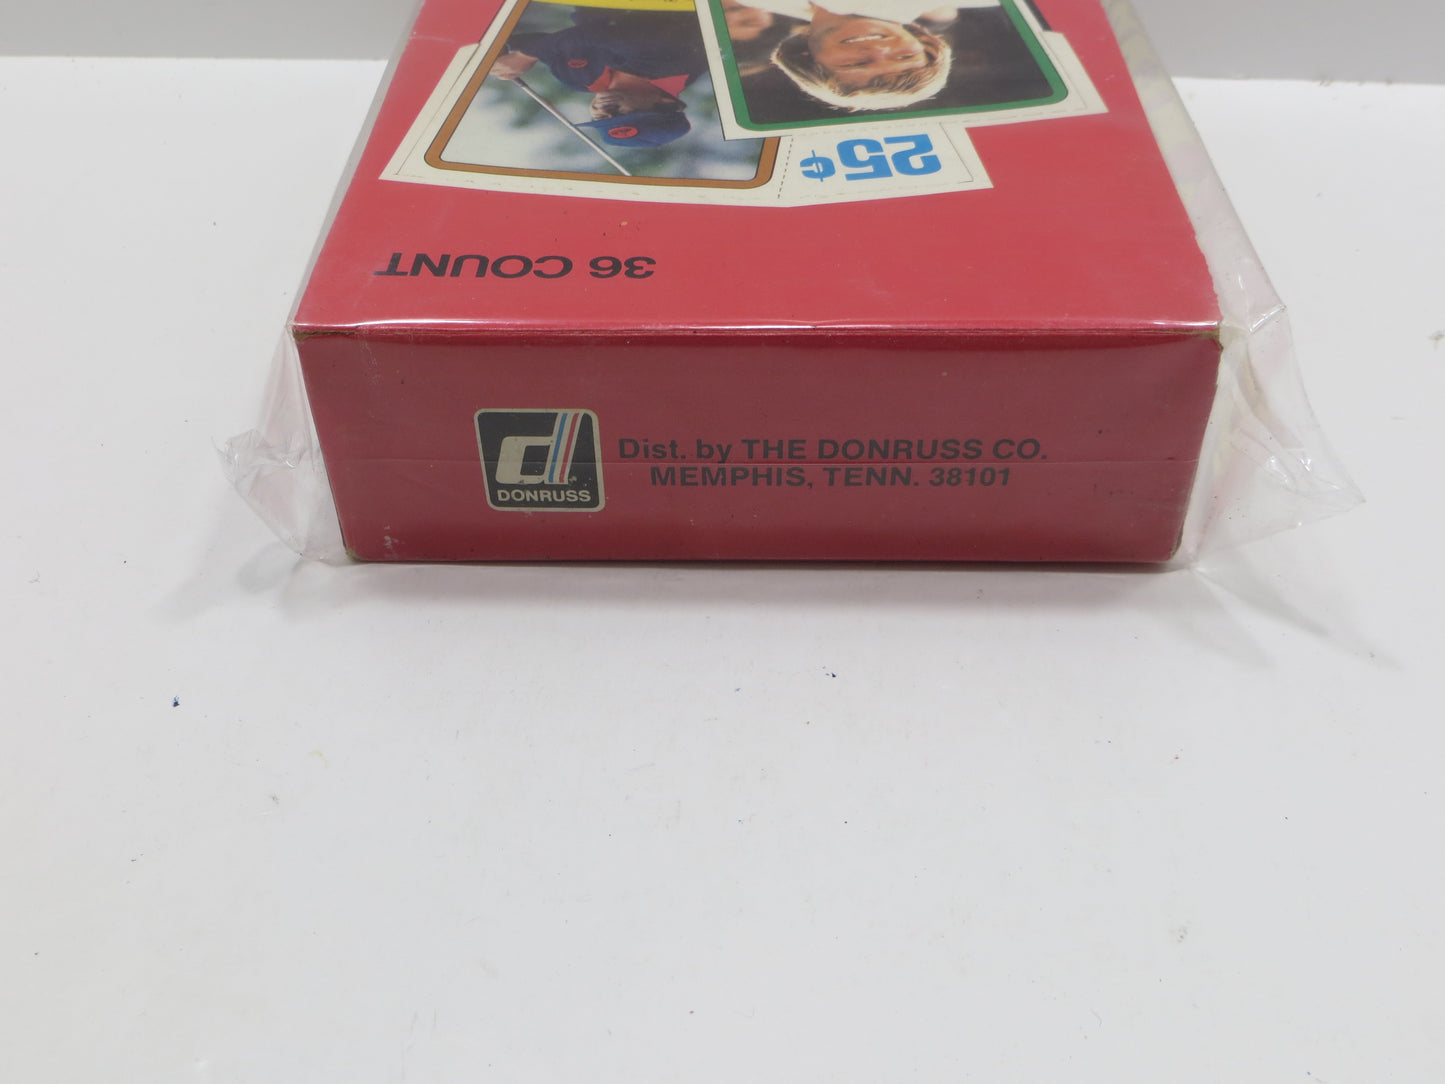 25¢
36 COUNT
DONRUSS
Dist. by THE DONRUSS CO.
MEMPHIS, TENN. 38101